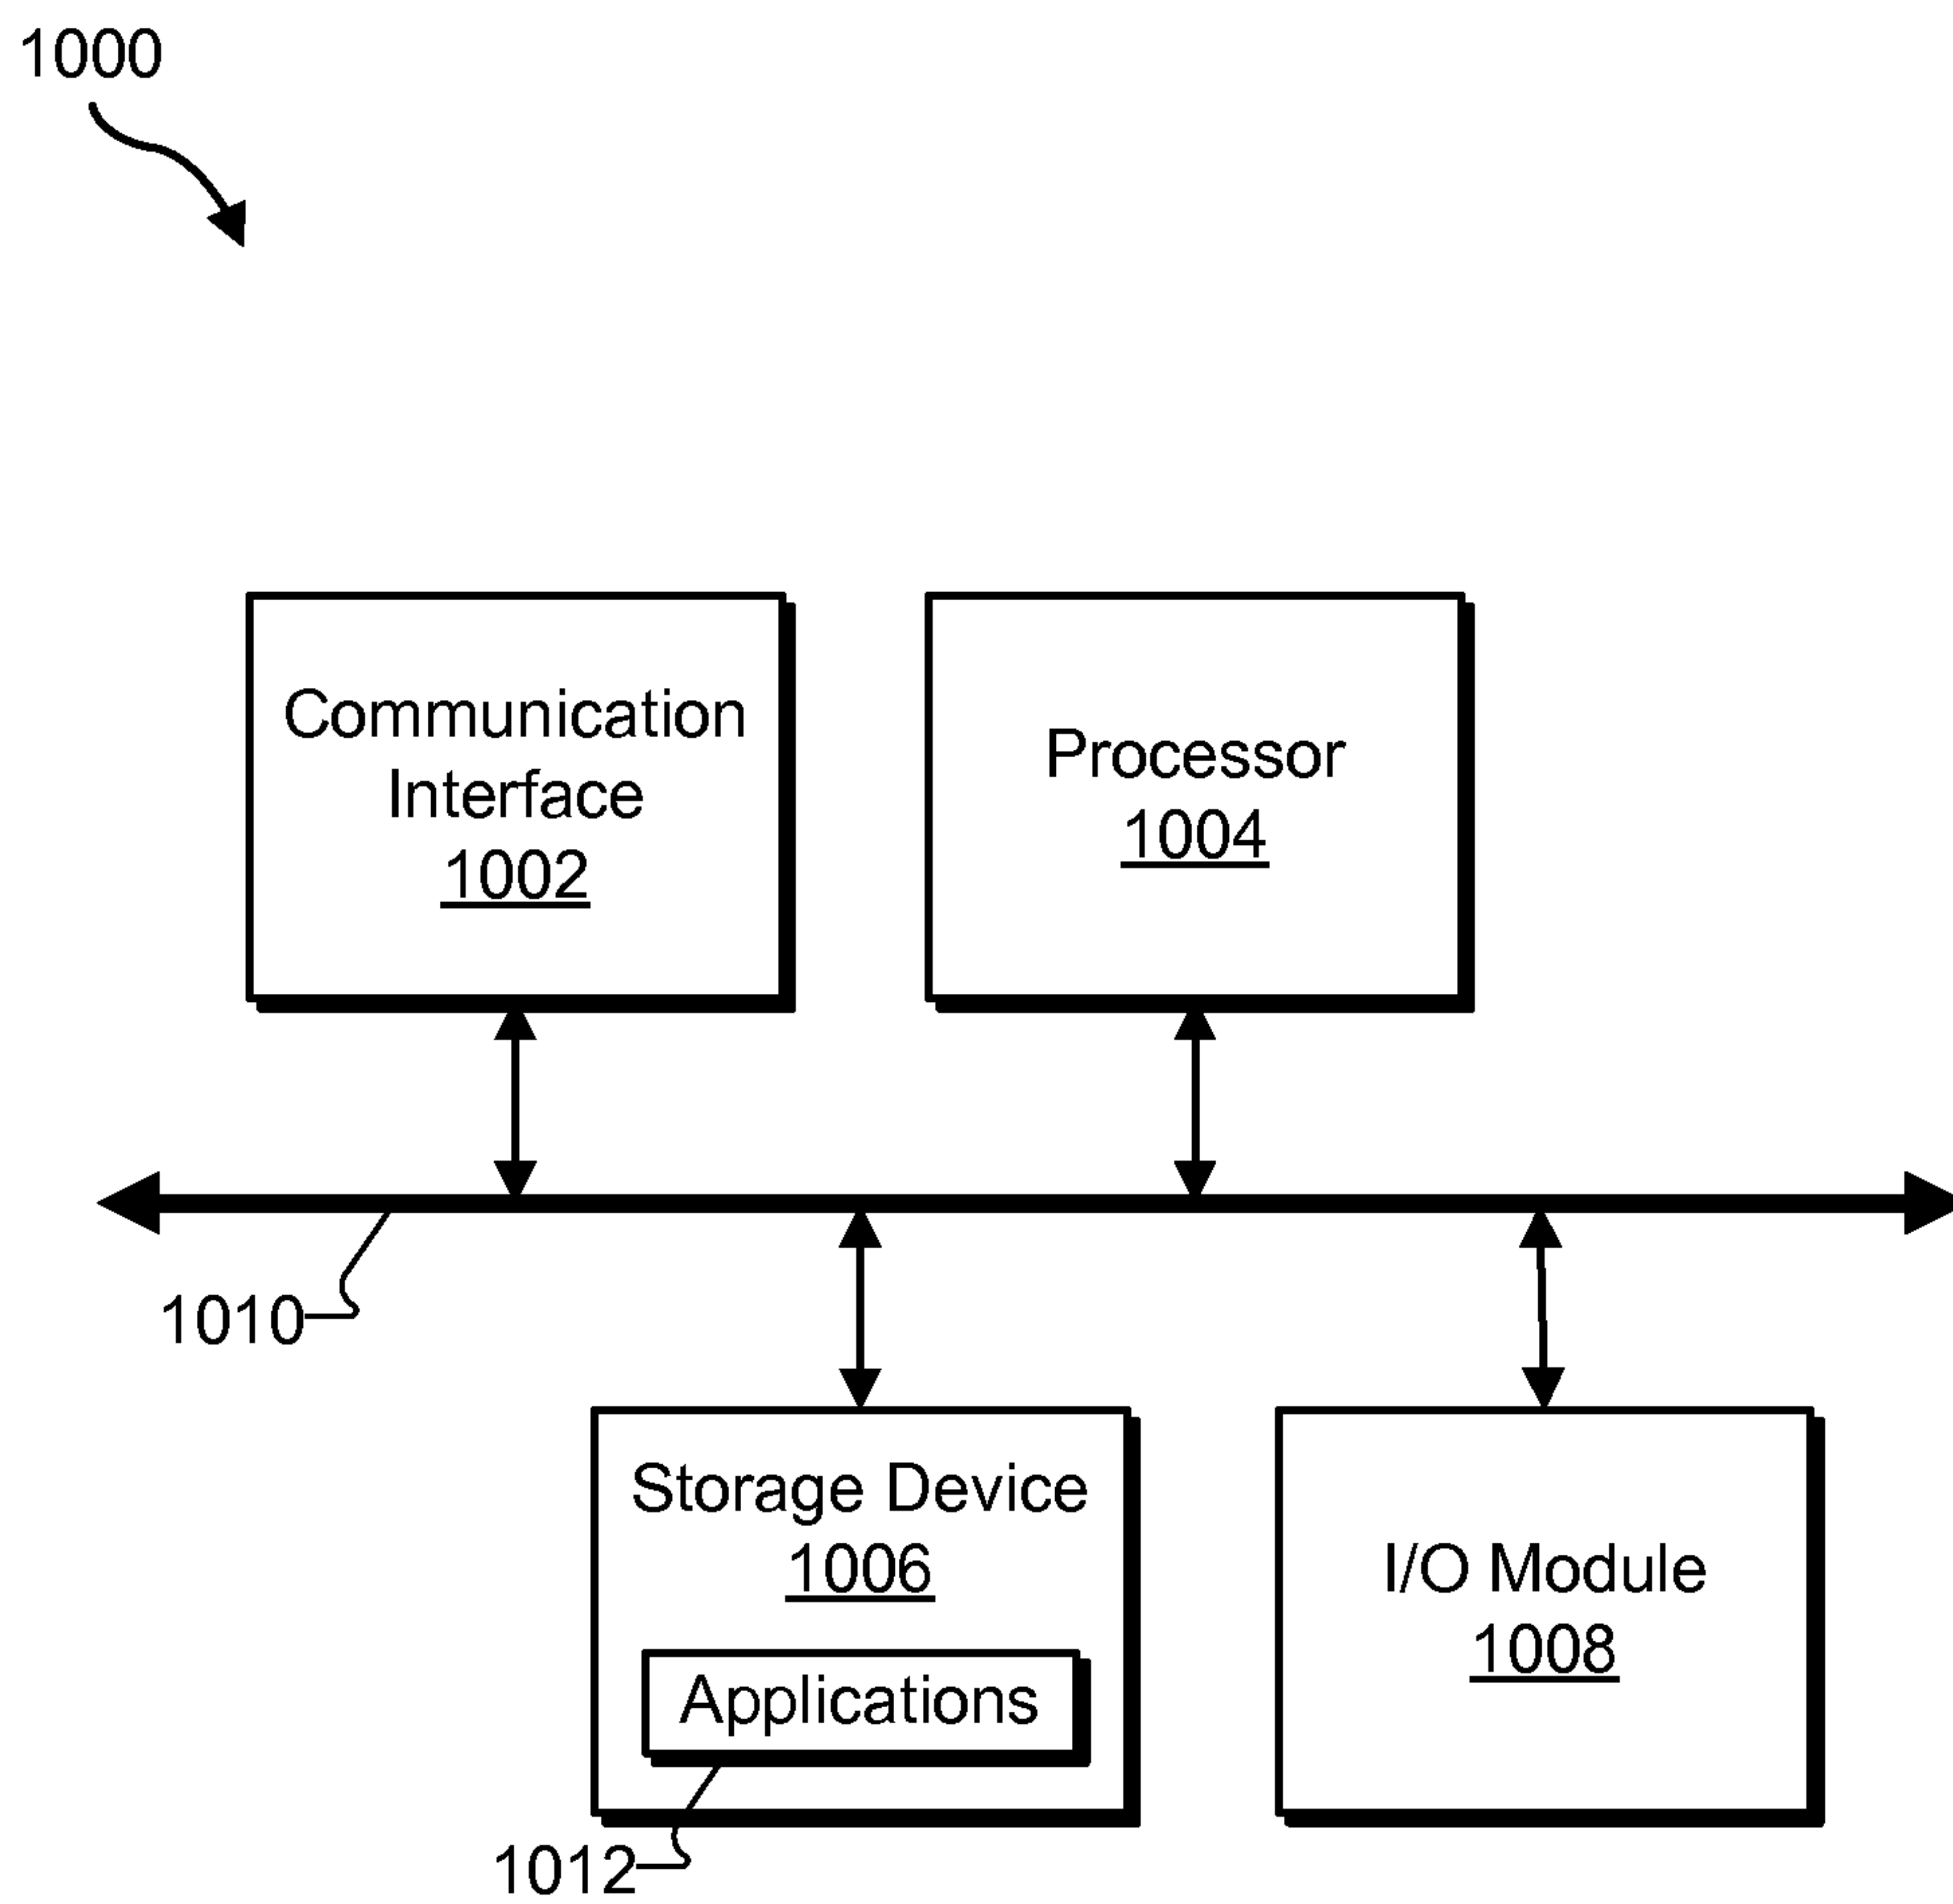 1000
Communication
Interface
1002
Processor
1004
1010
Storage Device
1006
Applications
1012
I/O Module
1008